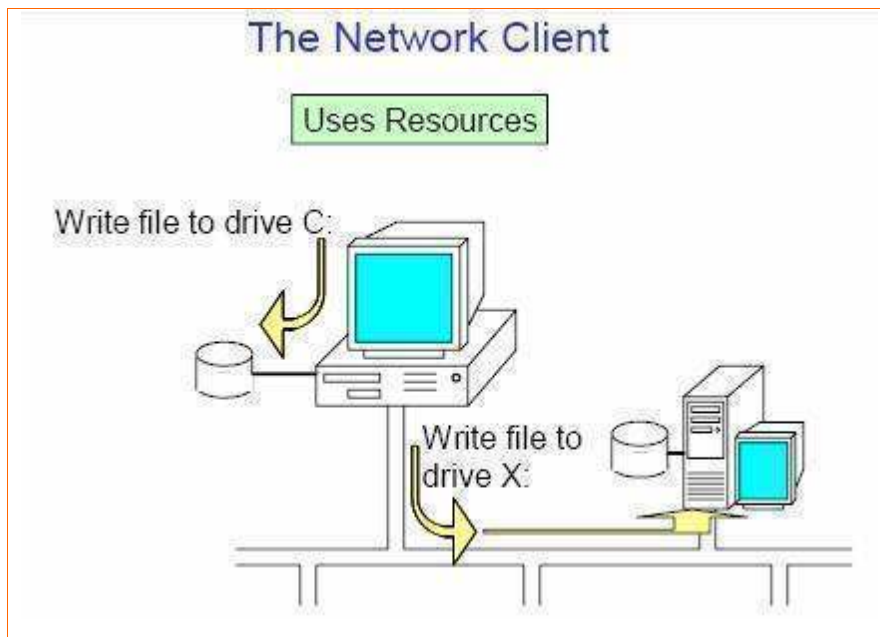 The Network Client
Uses Resources
Write file to drive C:
Write file to
drive X: